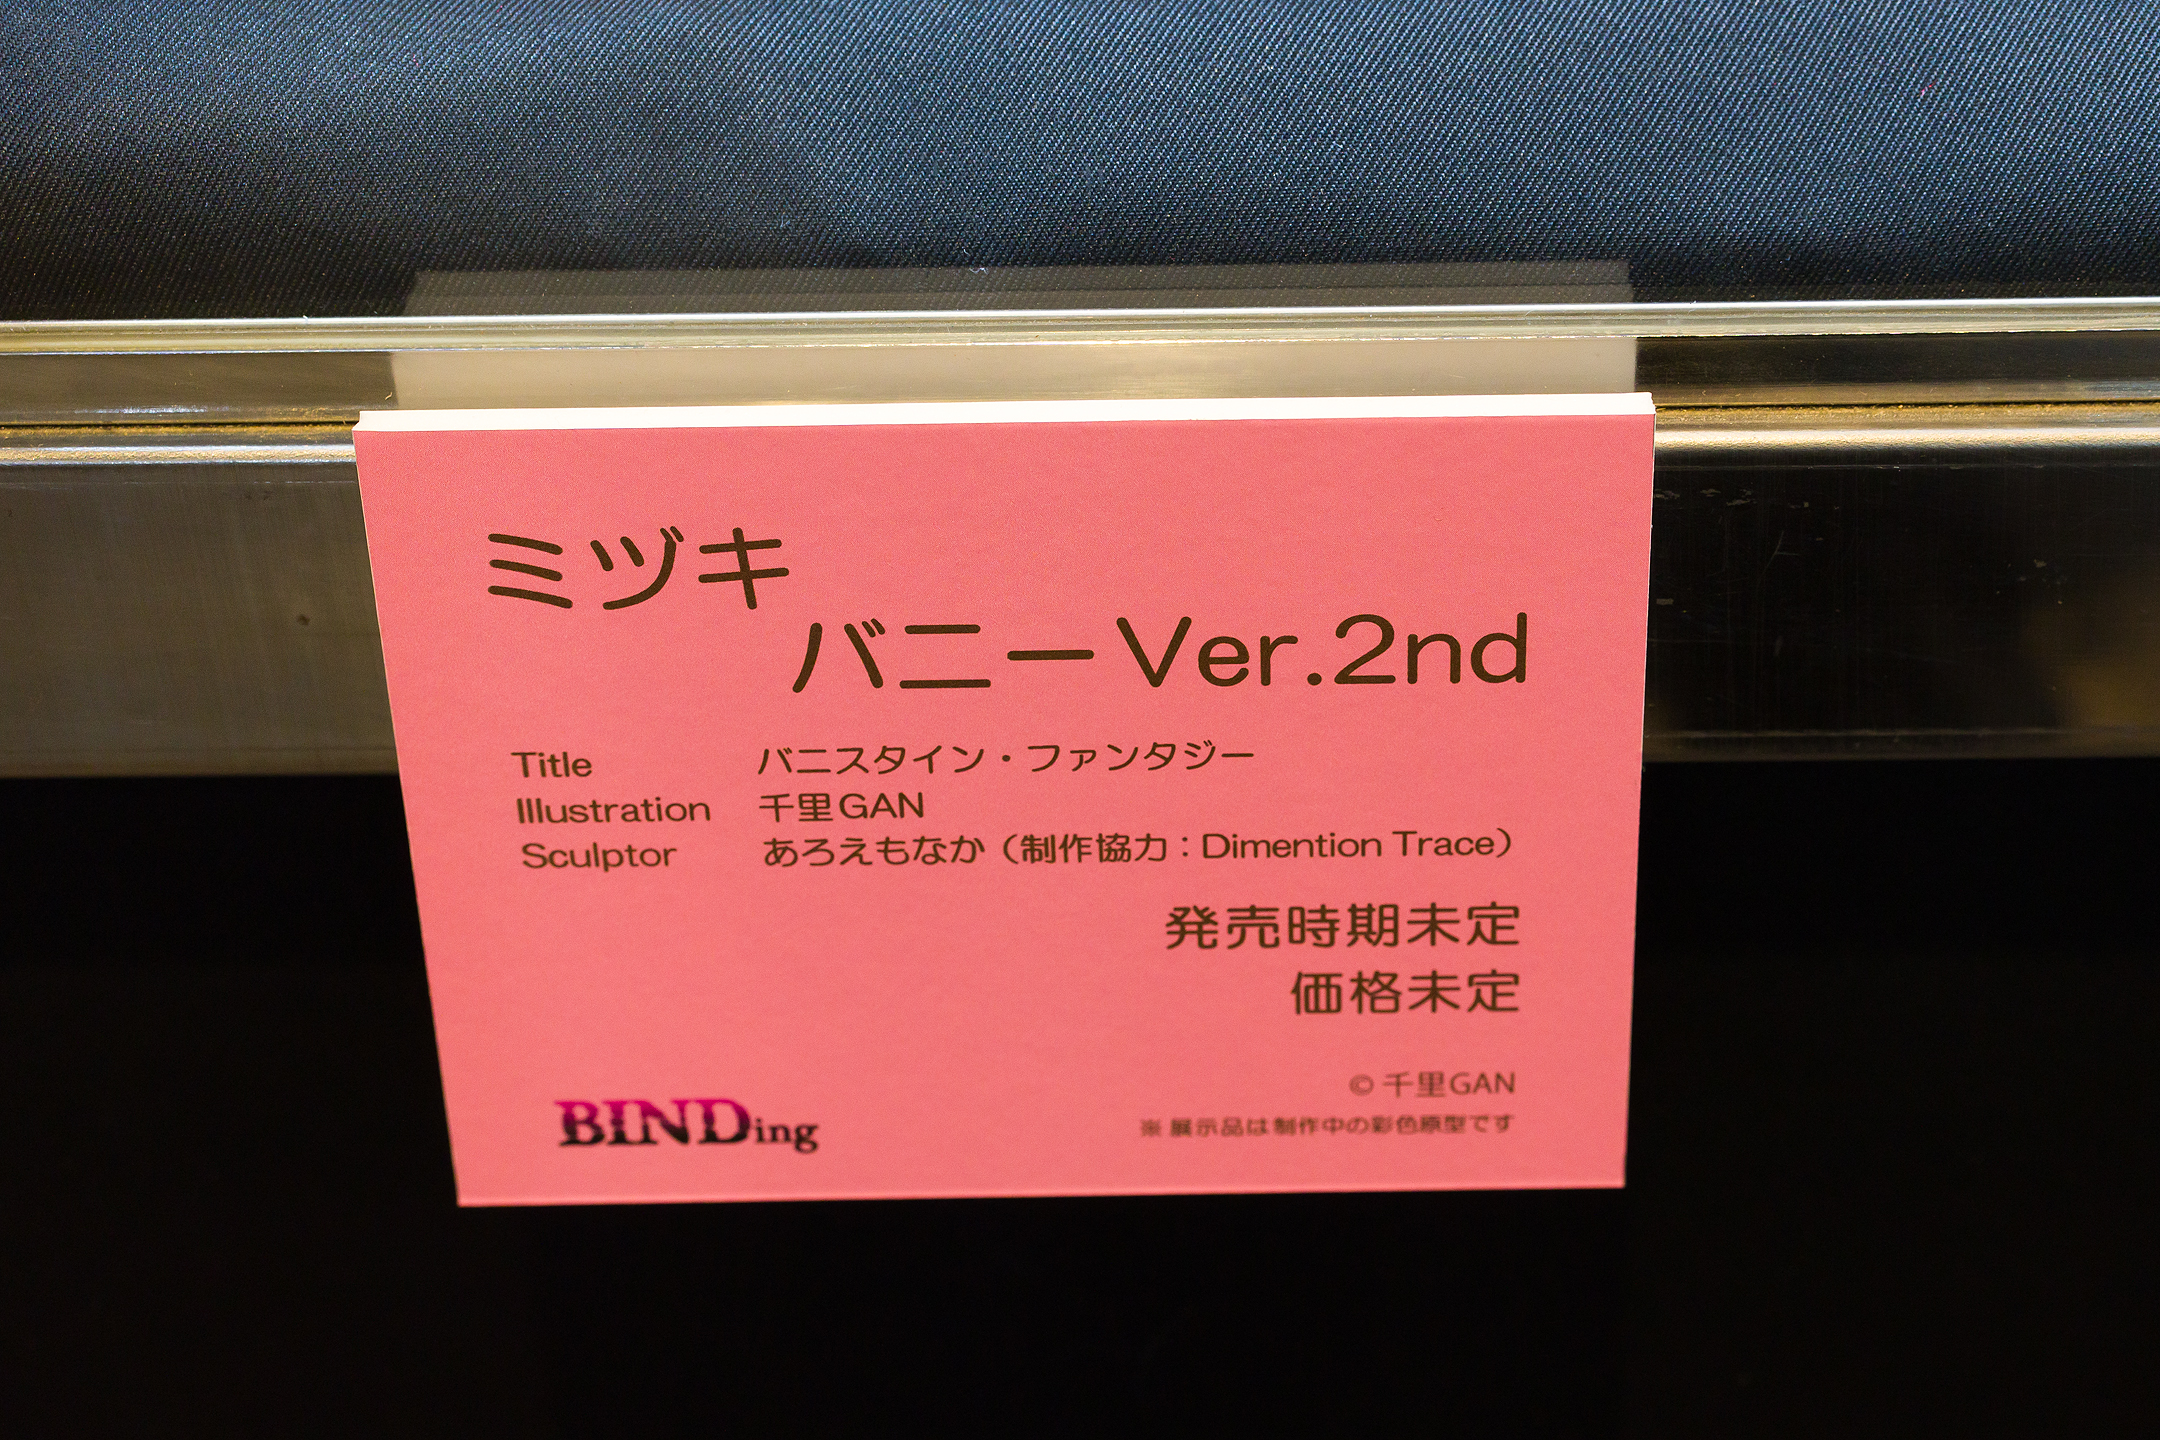 ミヅキ
バニーVer.2nd
Title バニスタイン・ファンタジー
Illustration 千里GAN
Sculptor あろえもなか（制作協力：Dimention Trace）
発売時期未定
価格未定
© 千里GAN
※ 展示品は制作中の彩色原型です
BINDing